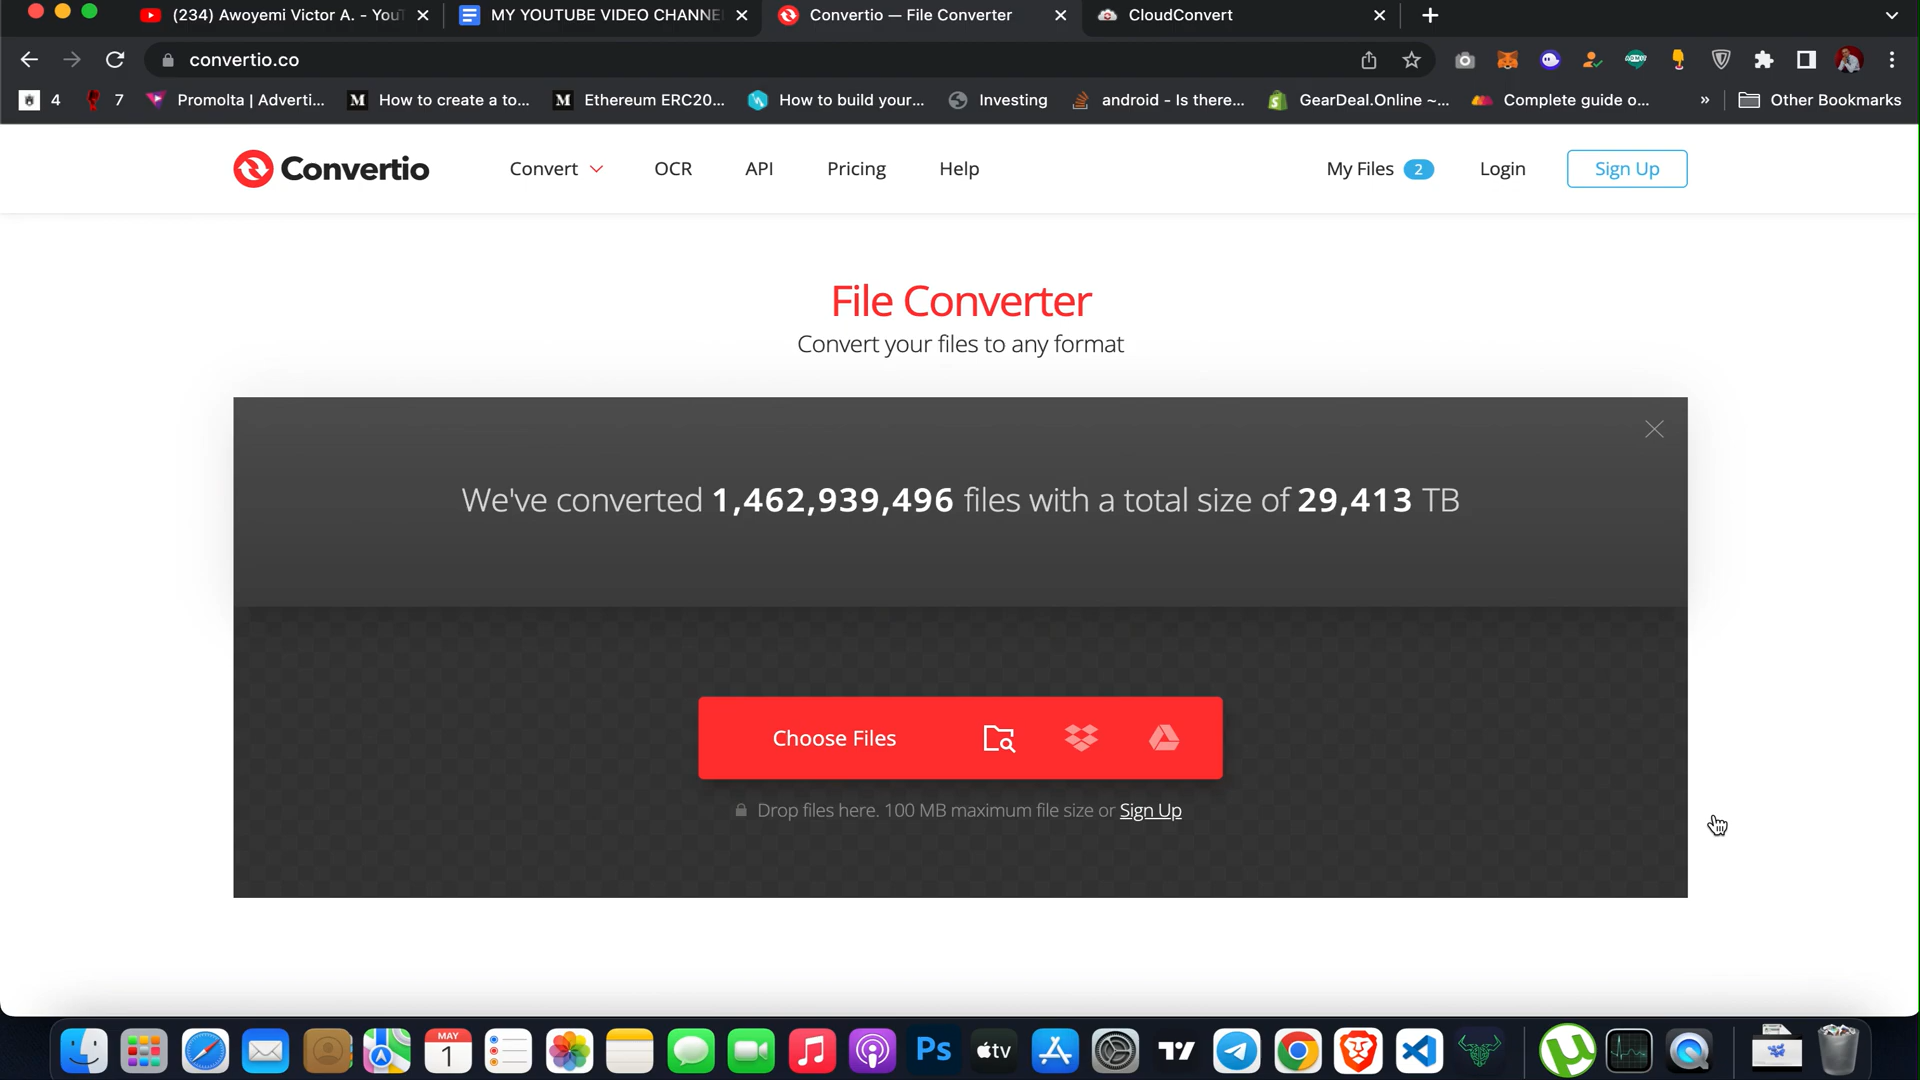 (234) Awoyemi Victor A. - YouT
MY YOUTUBE VIDEO CHANNE
Convertio — File Converter
CloudConvert
convertio.co
4
7
Promolta | Adverti...
M How to create a to...
M Ethereum ERC20...
How to build your...
Investing
android - Is there...
GearDeal.Online ~...
Complete guide o...
»
Other Bookmarks
Convertio
Convert
OCR
API
Pricing
Help
My Files 2
Login
Sign Up
File Converter
Convert your files to any format
We've converted 1,462,939,496 files with a total size of 29,413 TB
Choose Files
Drop files here. 100 MB maximum file size or Sign Up
MAY
1
Ps
tv